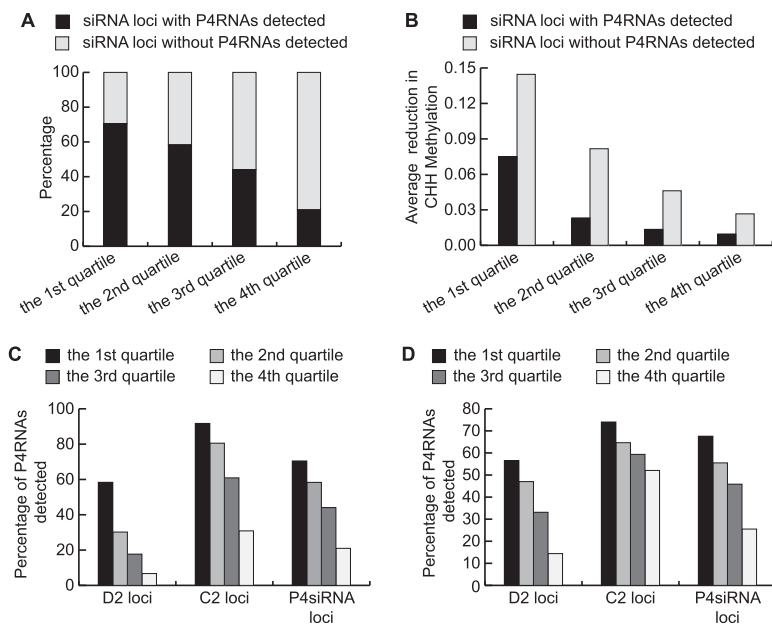 A
siRNA loci with P4RNAs detected
siRNA loci without P4RNAs detected
Percentage
100
80
60
40
20
0
the 1st quartile
the 2nd quartile
the 3rd quartile
the 4th quartile
B
siRNA loci with P4RNAs detected
siRNA loci without P4RNAs detected
Average reduction in
CHH Methylation
0.15
0.12
0.09
0.06
0.03
0.00
the 1st quartile
the 2nd quartile
the 3rd quartile
the 4th quartile
C
the 1st quartile
the 2nd quartile
the 3rd quartile
the 4th quartile
Percentage of P4RNAs
detected
100
80
60
40
20
0
D2 loci
C2 loci
P4siRNA
loci
D
the 1st quartile
the 2nd quartile
the 3rd quartile
the 4th quartile
Percentage of P4RNAs
detected
80
70
60
50
40
30
20
10
0
D2 loci
C2 loci
P4siRNA
loci